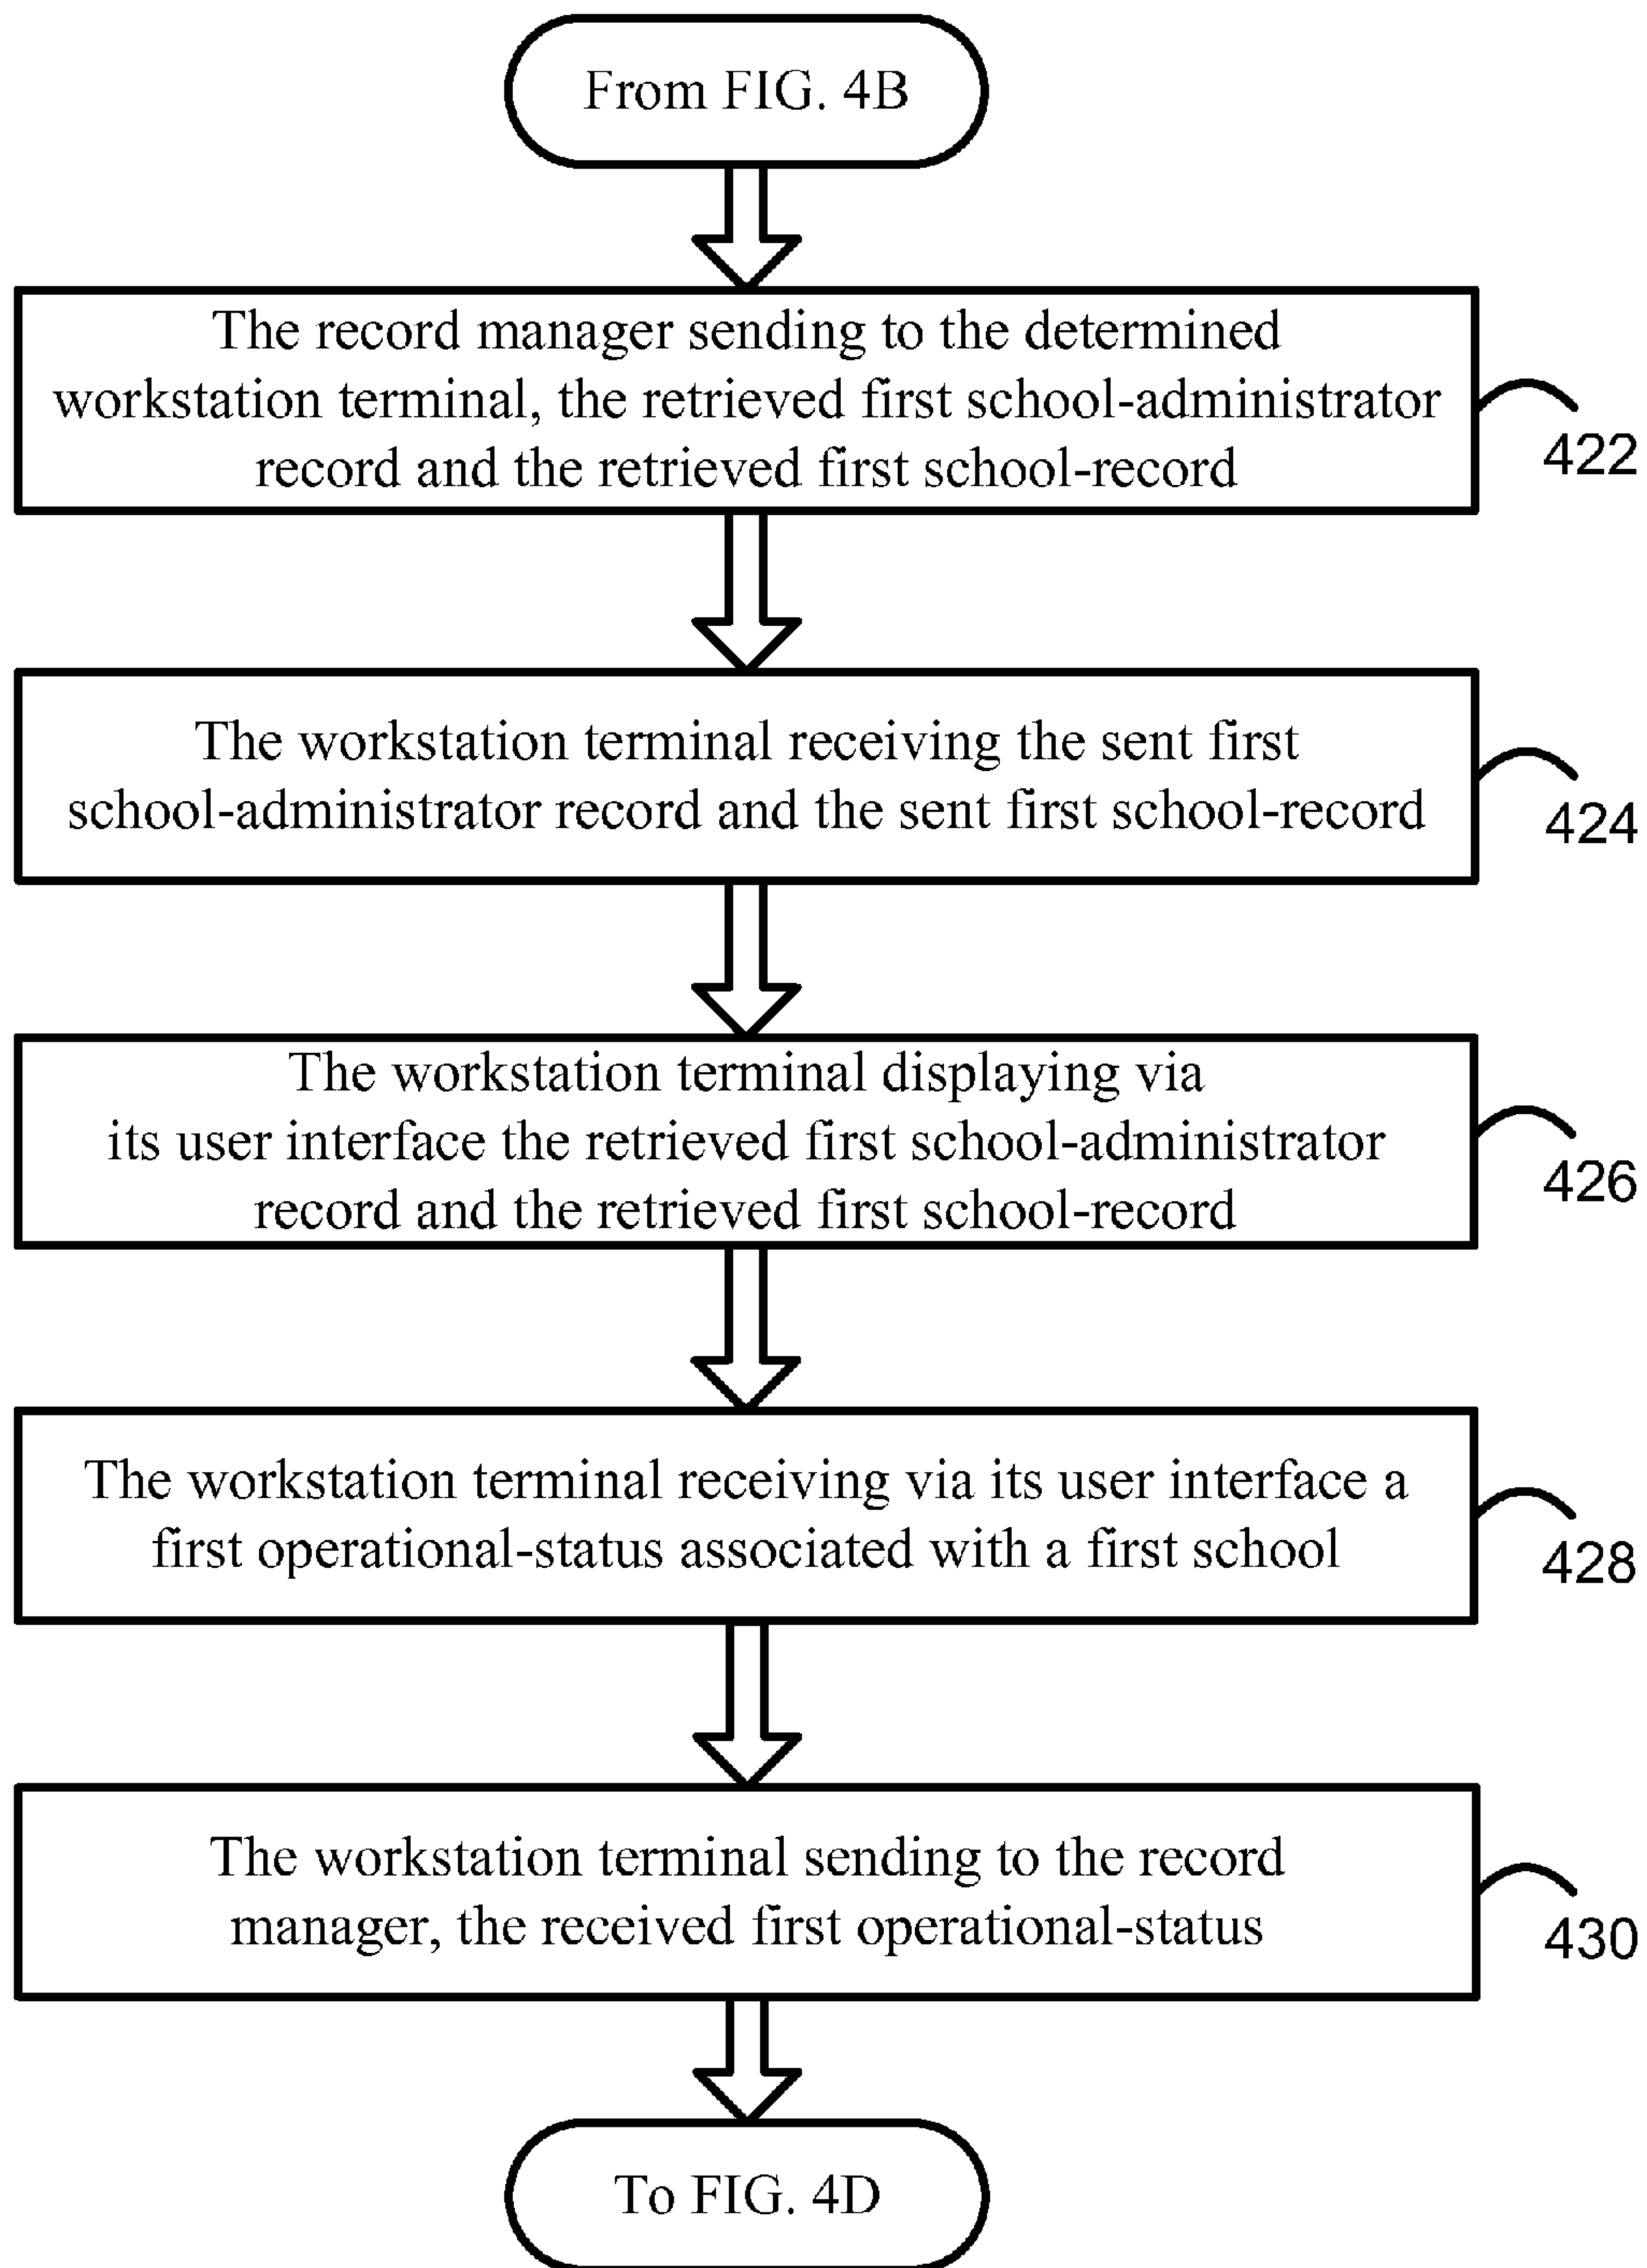 From FIG. 4B
The record manager sending to the determined
workstation terminal, the retrieved first school-administrator
record and the retrieved first school-record
422
The workstation terminal receiving the sent first
school-administrator record and the sent first school-record
424
The workstation terminal displaying via
its user interface the retrieved first school-administrator
record and the retrieved first school-record
426
The workstation terminal receiving via its user interface a
first operational-status associated with a first school
428
The workstation terminal sending to the record
manager, the received first operational-status
430
To FIG. 4D